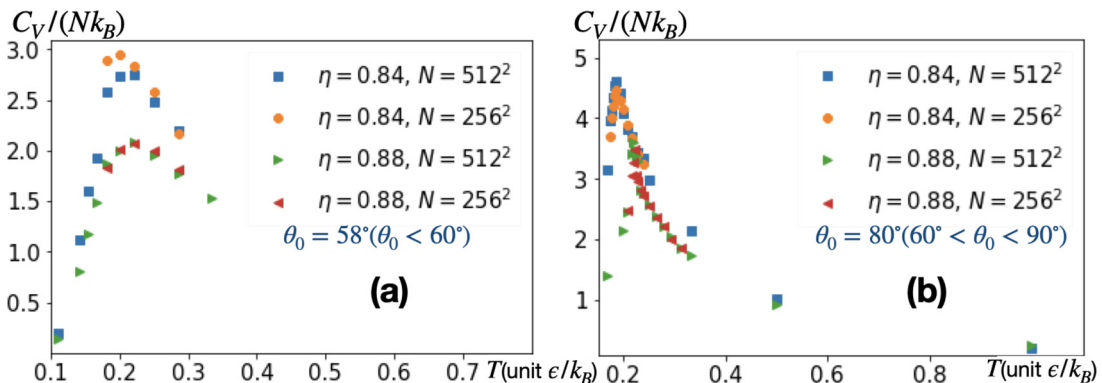 C_V/(Nk_B)
3.0
2.5
2.0
1.5
1.0
0.5
η = 0.84, N = 512²
η = 0.84, N = 256²
η = 0.88, N = 512²
η = 0.88, N = 256²
θ₀ = 58°(θ₀ < 60°)
(a)
0.1 0.2 0.3 0.4 0.5 0.6 0.7 T(unit ϵ/k_B)
C_V/(Nk_B)
5
4
3
2
1
η = 0.84, N = 512²
η = 0.84, N = 256²
η = 0.88, N = 512²
η = 0.88, N = 256²
θ₀ = 80°(60° < θ₀ < 90°)
(b)
0.2 0.4 0.6 0.8 T(unit ϵ/k_B)